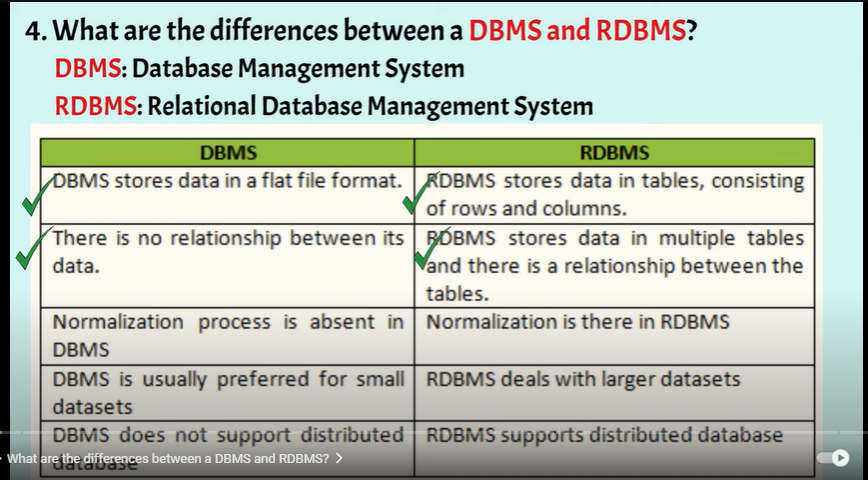 4. What are the differences between a DBMS and RDBMS?
DBMS: Database Management System
RDBMS: Relational Database Management System
DBMS
RDBMS
DBMS stores data in a flat file format.
RDBMS stores data in tables, consisting
of rows and columns.
There is no relationship between its
data.
RDBMS stores data in multiple tables
and there is a relationship between the
tables.
Normalization process is absent in
DBMS
Normalization is there in RDBMS
DBMS is usually preferred for small
datasets
RDBMS deals with larger datasets
DBMS does not support distributed
database
RDBMS supports distributed database
What are the differences between a DBMS and RDBMS?